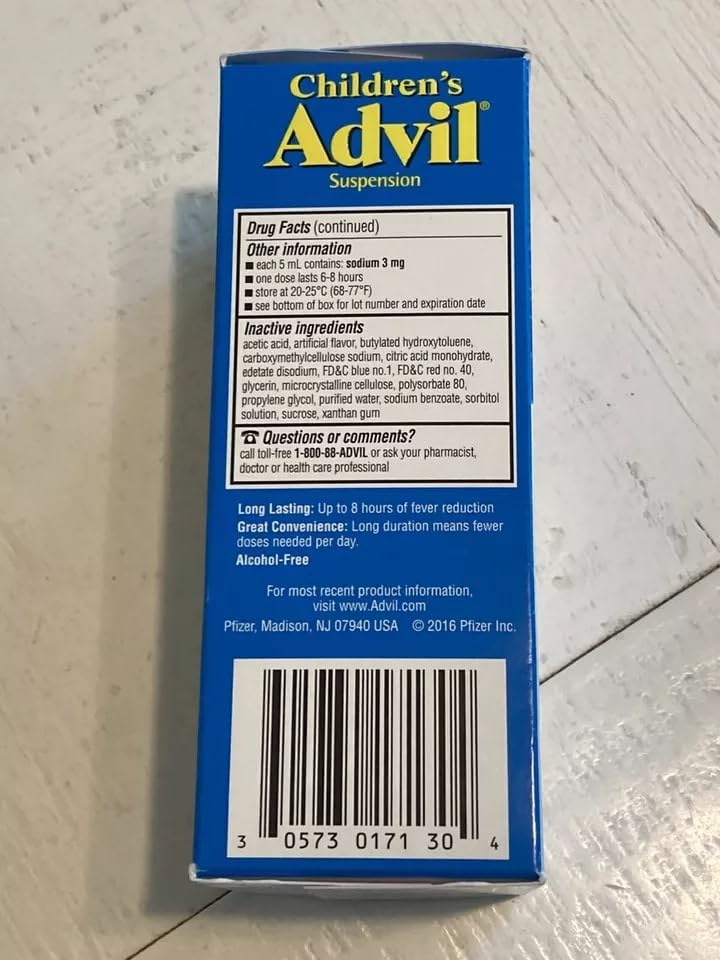 Children's
Advil®
Suspension
Drug Facts (continued)
Other information
■ each 5 mL contains: sodium 3 mg
■ one dose lasts 6-8 hours
■ store at 20-25°C (68-77°F)
■ see bottom of box for lot number and expiration date
Inactive ingredients
acetic acid, artificial flavor, butylated hydroxytoluene,
carboxymethylcellulose sodium, citric acid monohydrate,
edetate disodium, FD&C blue no.1, FD&C red no. 40,
glycerin, microcrystalline cellulose, polysorbate 80,
propylene glycol, purified water, sodium benzoate, sorbitol
solution, sucrose, xanthan gum
☎ Questions or comments?
call toll-free 1-800-88-ADVIL or ask your pharmacist,
doctor or health care professional
Long Lasting: Up to 8 hours of fever reduction
Great Convenience: Long duration means fewer
doses needed per day.
Alcohol-Free
For most recent product information,
visit www.Advil.com
Pfizer, Madison, NJ 07940 USA © 2016 Pfizer Inc.
3 0573 0171 30 4